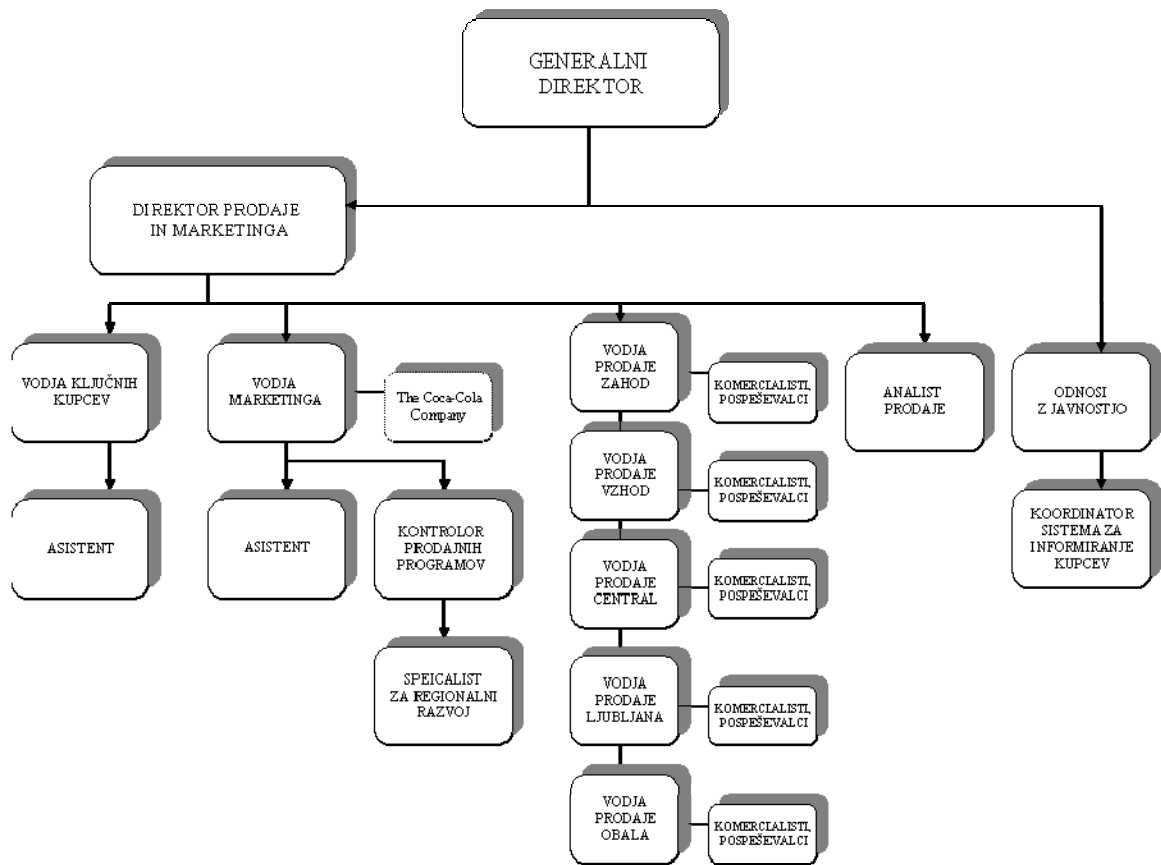 GENERALNI
DIREKTOR
DIREKTOR PRODAJE
IN MARKETINGA
VODJA KLJUČNIH
KUPCEV
VODJA
MARKETINGA
The Coca-Cola
Company
VODJA
PRODAJE
ZAHOD
KOMERCIALISTI,
POSPEŠEVALCI
ANALIST
PRODAJE
ODNOSI
Z JAVNOSTJO
ASISTENT
ASISTENT
KONTROLOR
PRODAJNIH
PROGRAMOV
VODJA
PRODAJE
VZHOD
KOMERCIALISTI,
POSPEŠEVALCI
KOORDINATOR
SISTEMA ZA
INFORMIRANJE
KUPCEV
VODJA
PRODAJE
CENTRAL
KOMERCIALISTI,
POSPEŠEVALCI
SPEICALIST
ZA REGIONALNI
RAZVOJ
VODJA
PRODAJE
LJUBLJANA
KOMERCIALISTI,
POSPEŠEVALCI
VODJA
PRODAJE
OBALA
KOMERCIALISTI,
POSPEŠEVALCI